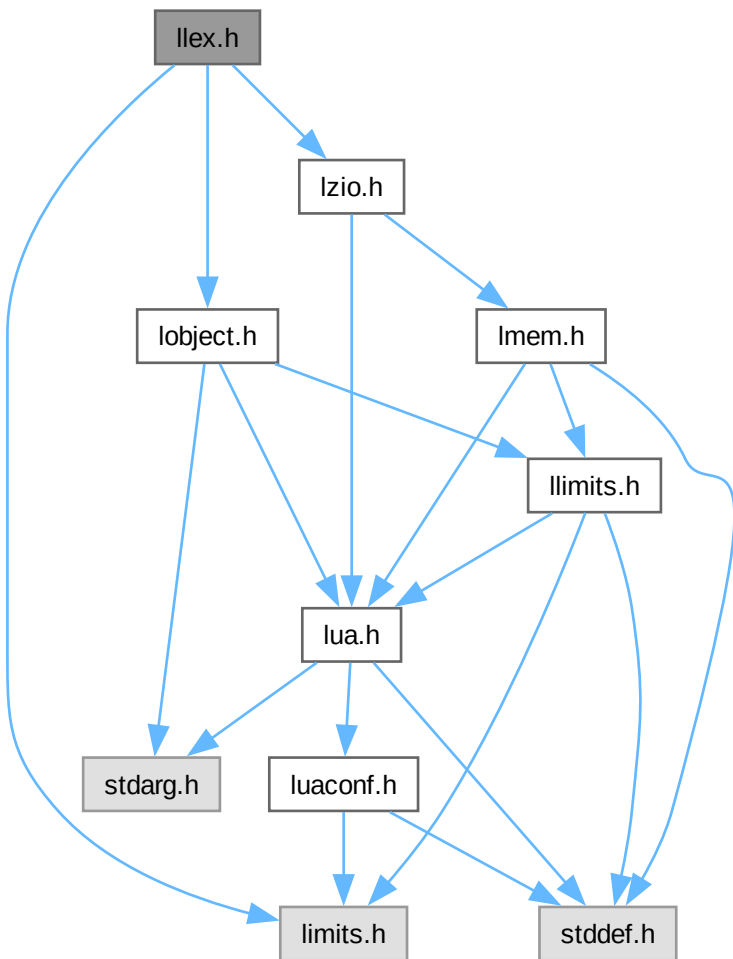 llex.h
lzio.h
lobject.h
lmem.h
llimits.h
lua.h
stdarg.h
luaconf.h
limits.h
stddef.h